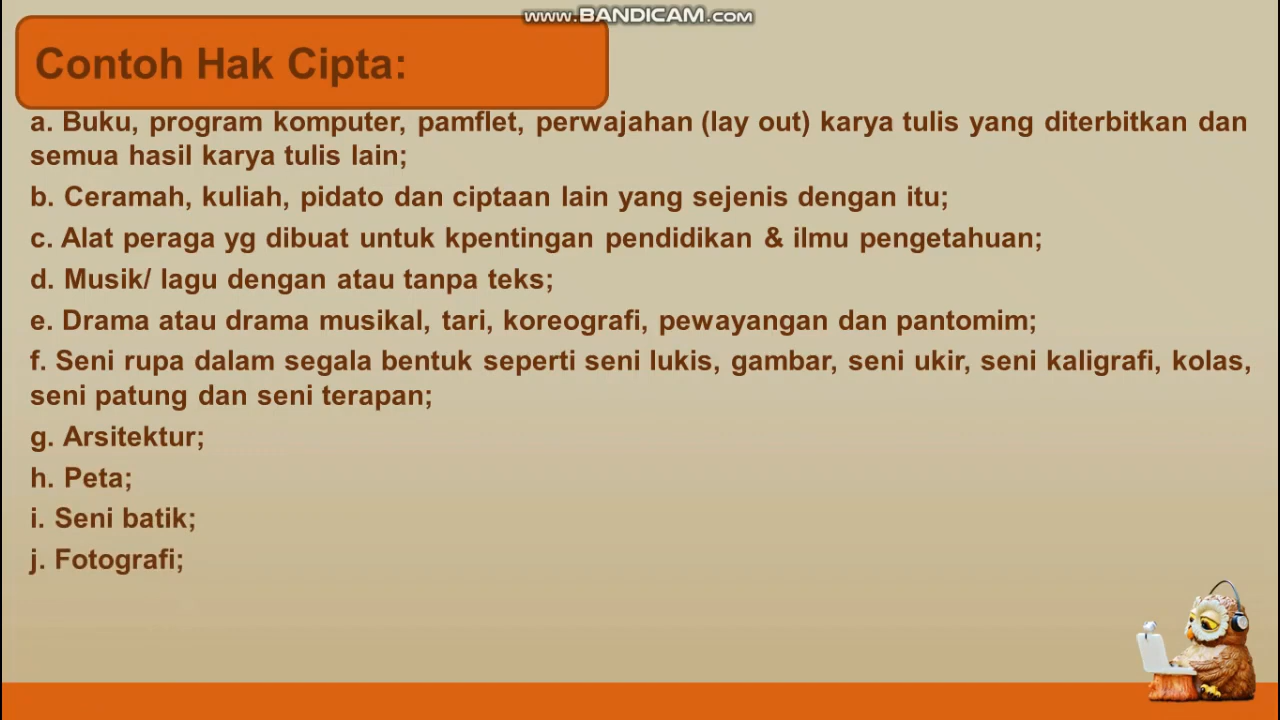 www.BANDICAM.com
Contoh Hak Cipta:
a. Buku, program komputer, pamflet, perwajahan (lay out) karya tulis yang diterbitkan dan
semua hasil karya tulis lain;
b. Ceramah, kuliah, pidato dan ciptaan lain yang sejenis dengan itu;
c. Alat peraga yg dibuat untuk kpentingan pendidikan & ilmu pengetahuan;
d. Musik/ lagu dengan atau tanpa teks;
e. Drama atau drama musikal, tari, koreografi, pewayangan dan pantomim;
f. Seni rupa dalam segala bentuk seperti seni lukis, gambar, seni ukir, seni kaligrafi, kolas,
seni patung dan seni terapan;
g. Arsitektur;
h. Peta;
i. Seni batik;
j. Fotografi;